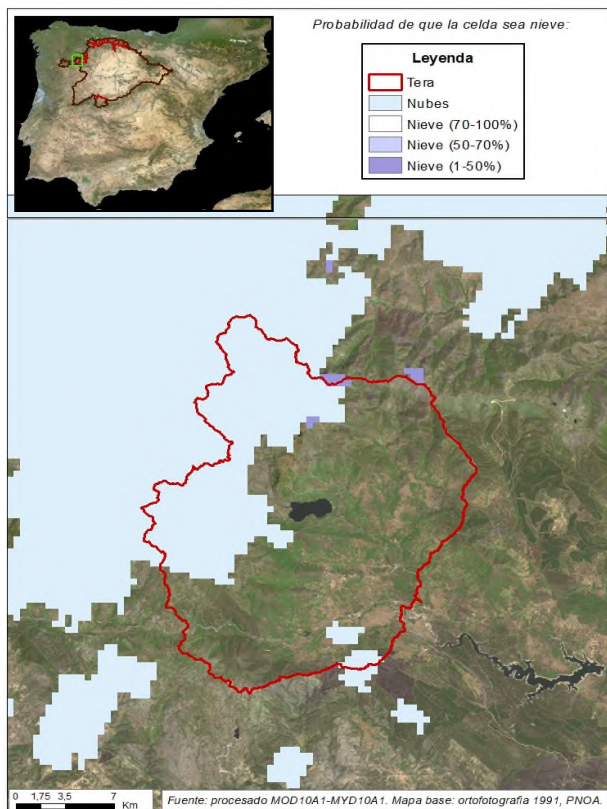 Probabilidad de que la celda sea nieve:
Leyenda
Tera
Nubes
Nieve (70-100%)
Nieve (50-70%)
Nieve (1-50%)
0 1,75 3,5 7
Km
Fuente: procesado MOD10A1-MYD10A1. Mapa base: ortofotografia 1991, PNOA